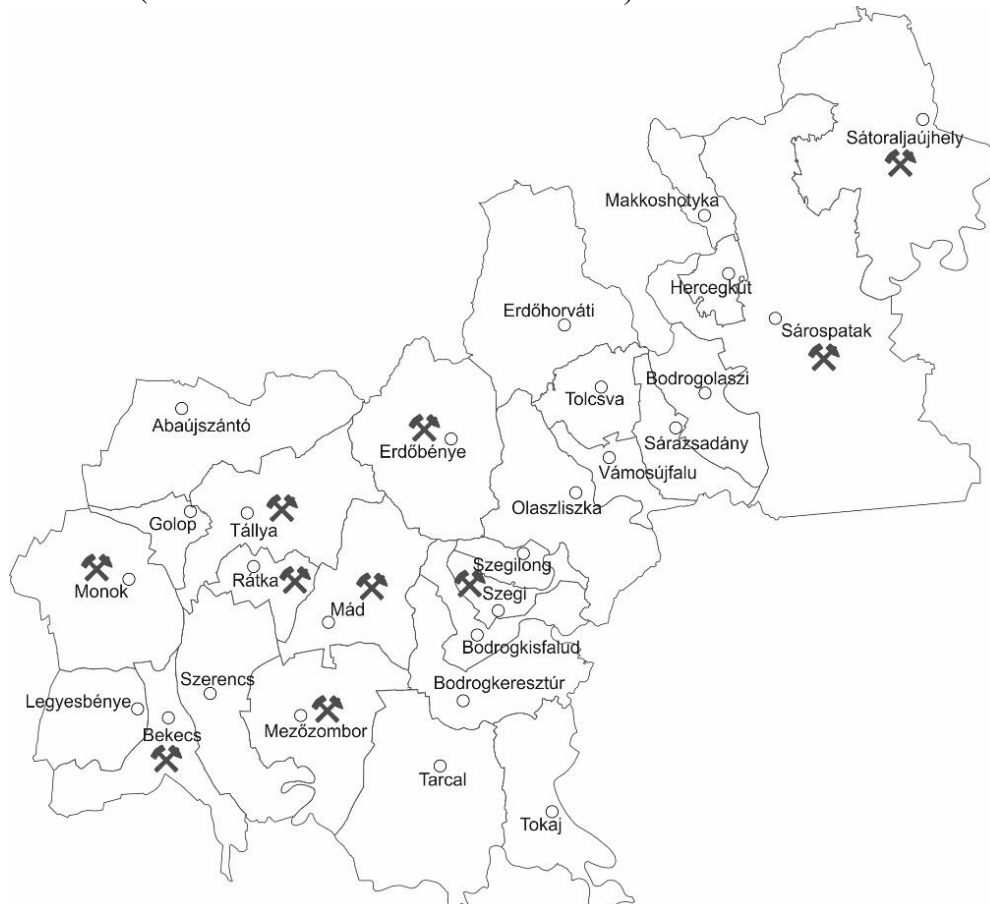 Sátoraljaújhely
Makkoshotyka
Hercegkút
Erdőhorváti
Sárospatak
Bodrogolaszi
Tolcsva
Abaújszántó
Erdőbénye
Sárazsadány
Vámosújfalu
Olaszliszka
Golop
Tállya
Szegilong
Rátka
Monok
Szegi
Mád
Bodrogkisfalud
Szerencs
Bodrogkeresztúr
Legyesbénye
Mezőzombor
Bekecs
Tarcal
Tokaj